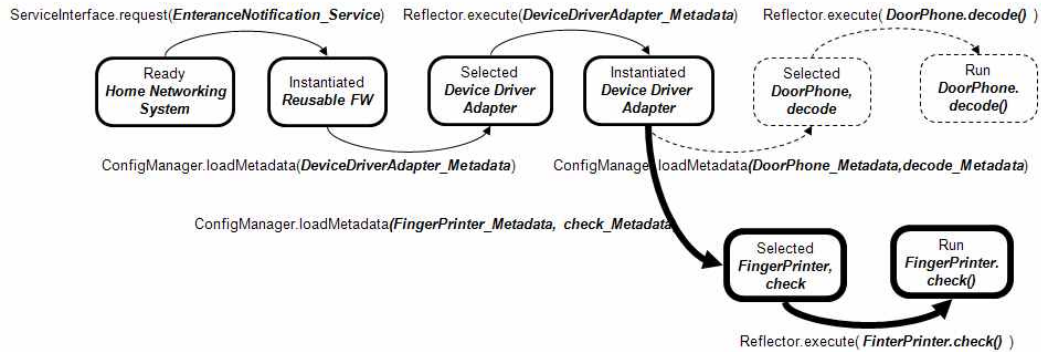 ServiceInterface.request(EnteranceNotification_Service)
Reflector.execute(DeviceDriverAdapter_Metadata)
Reflector.execute( DoorPhone.decode() )
Ready
Home Networking
System
Instantiated
Reusable FW
Selected
Device Driver
Adapter
Instantiated
Device Driver
Adapter
Selected
DoorPhone,
decode
Run
DoorPhone.
decode()
ConfigManager.loadMetadata(DeviceDriverAdapter_Metadata)
ConfigManager.loadMetadata(DoorPhone_Metadata,decode_Metadata)
ConfigManager.loadMetadata(FingerPrinter_Metadata, check_Metadata)
Selected
FingerPrinter,
check
Run
FingerPrinter.
check()
Reflector.execute( FinterPrinter.check() )